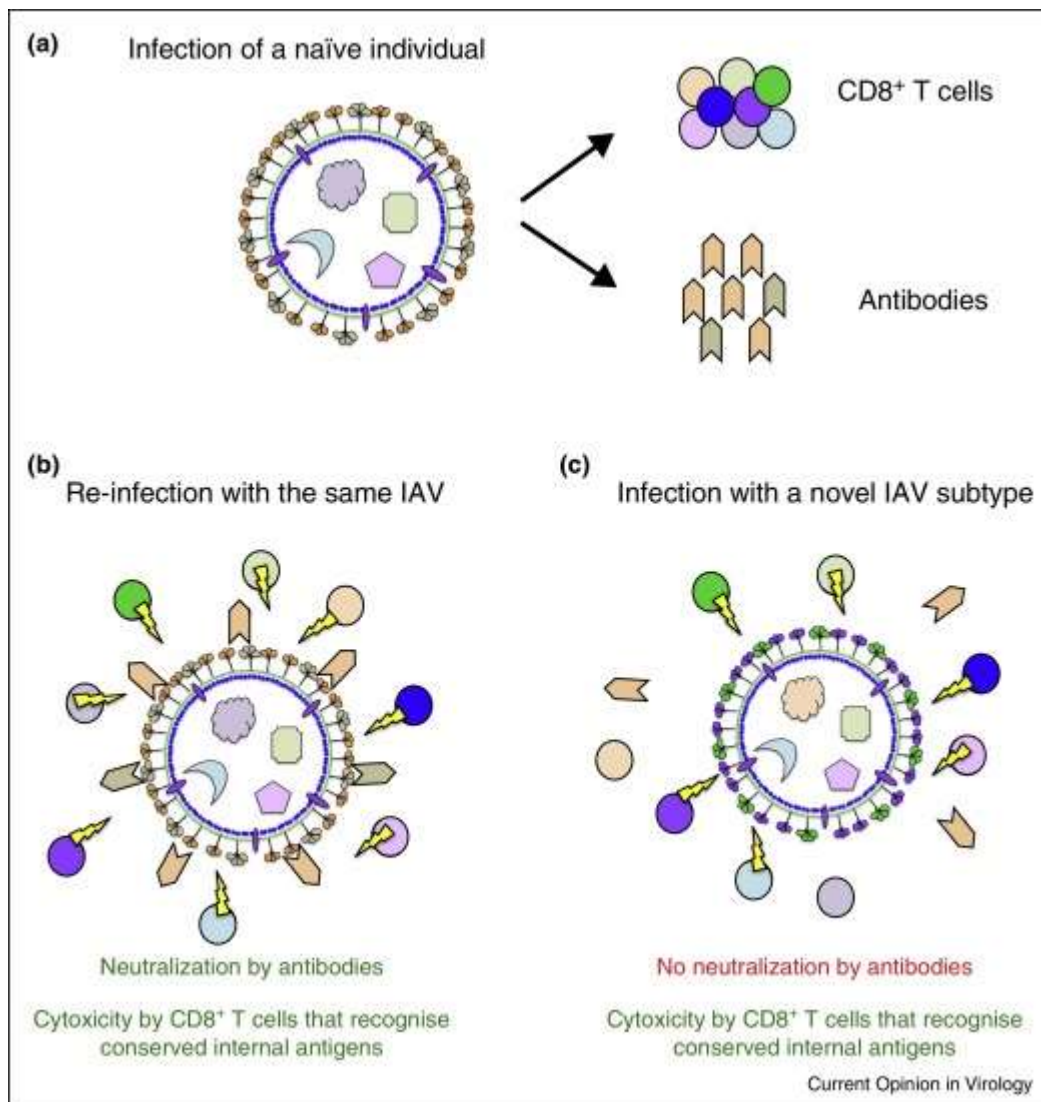 (a)
Infection of a naïve individual
CD8⁺ T cells
Antibodies
(b)
Re-infection with the same IAV
(c)
Infection with a novel IAV subtype
Neutralization by antibodies
Cytotoxicity by CD8⁺ T cells that recognise
conserved internal antigens
No neutralization by antibodies
Cytotoxicity by CD8⁺ T cells that recognise
conserved internal antigens
Current Opinion in Virology